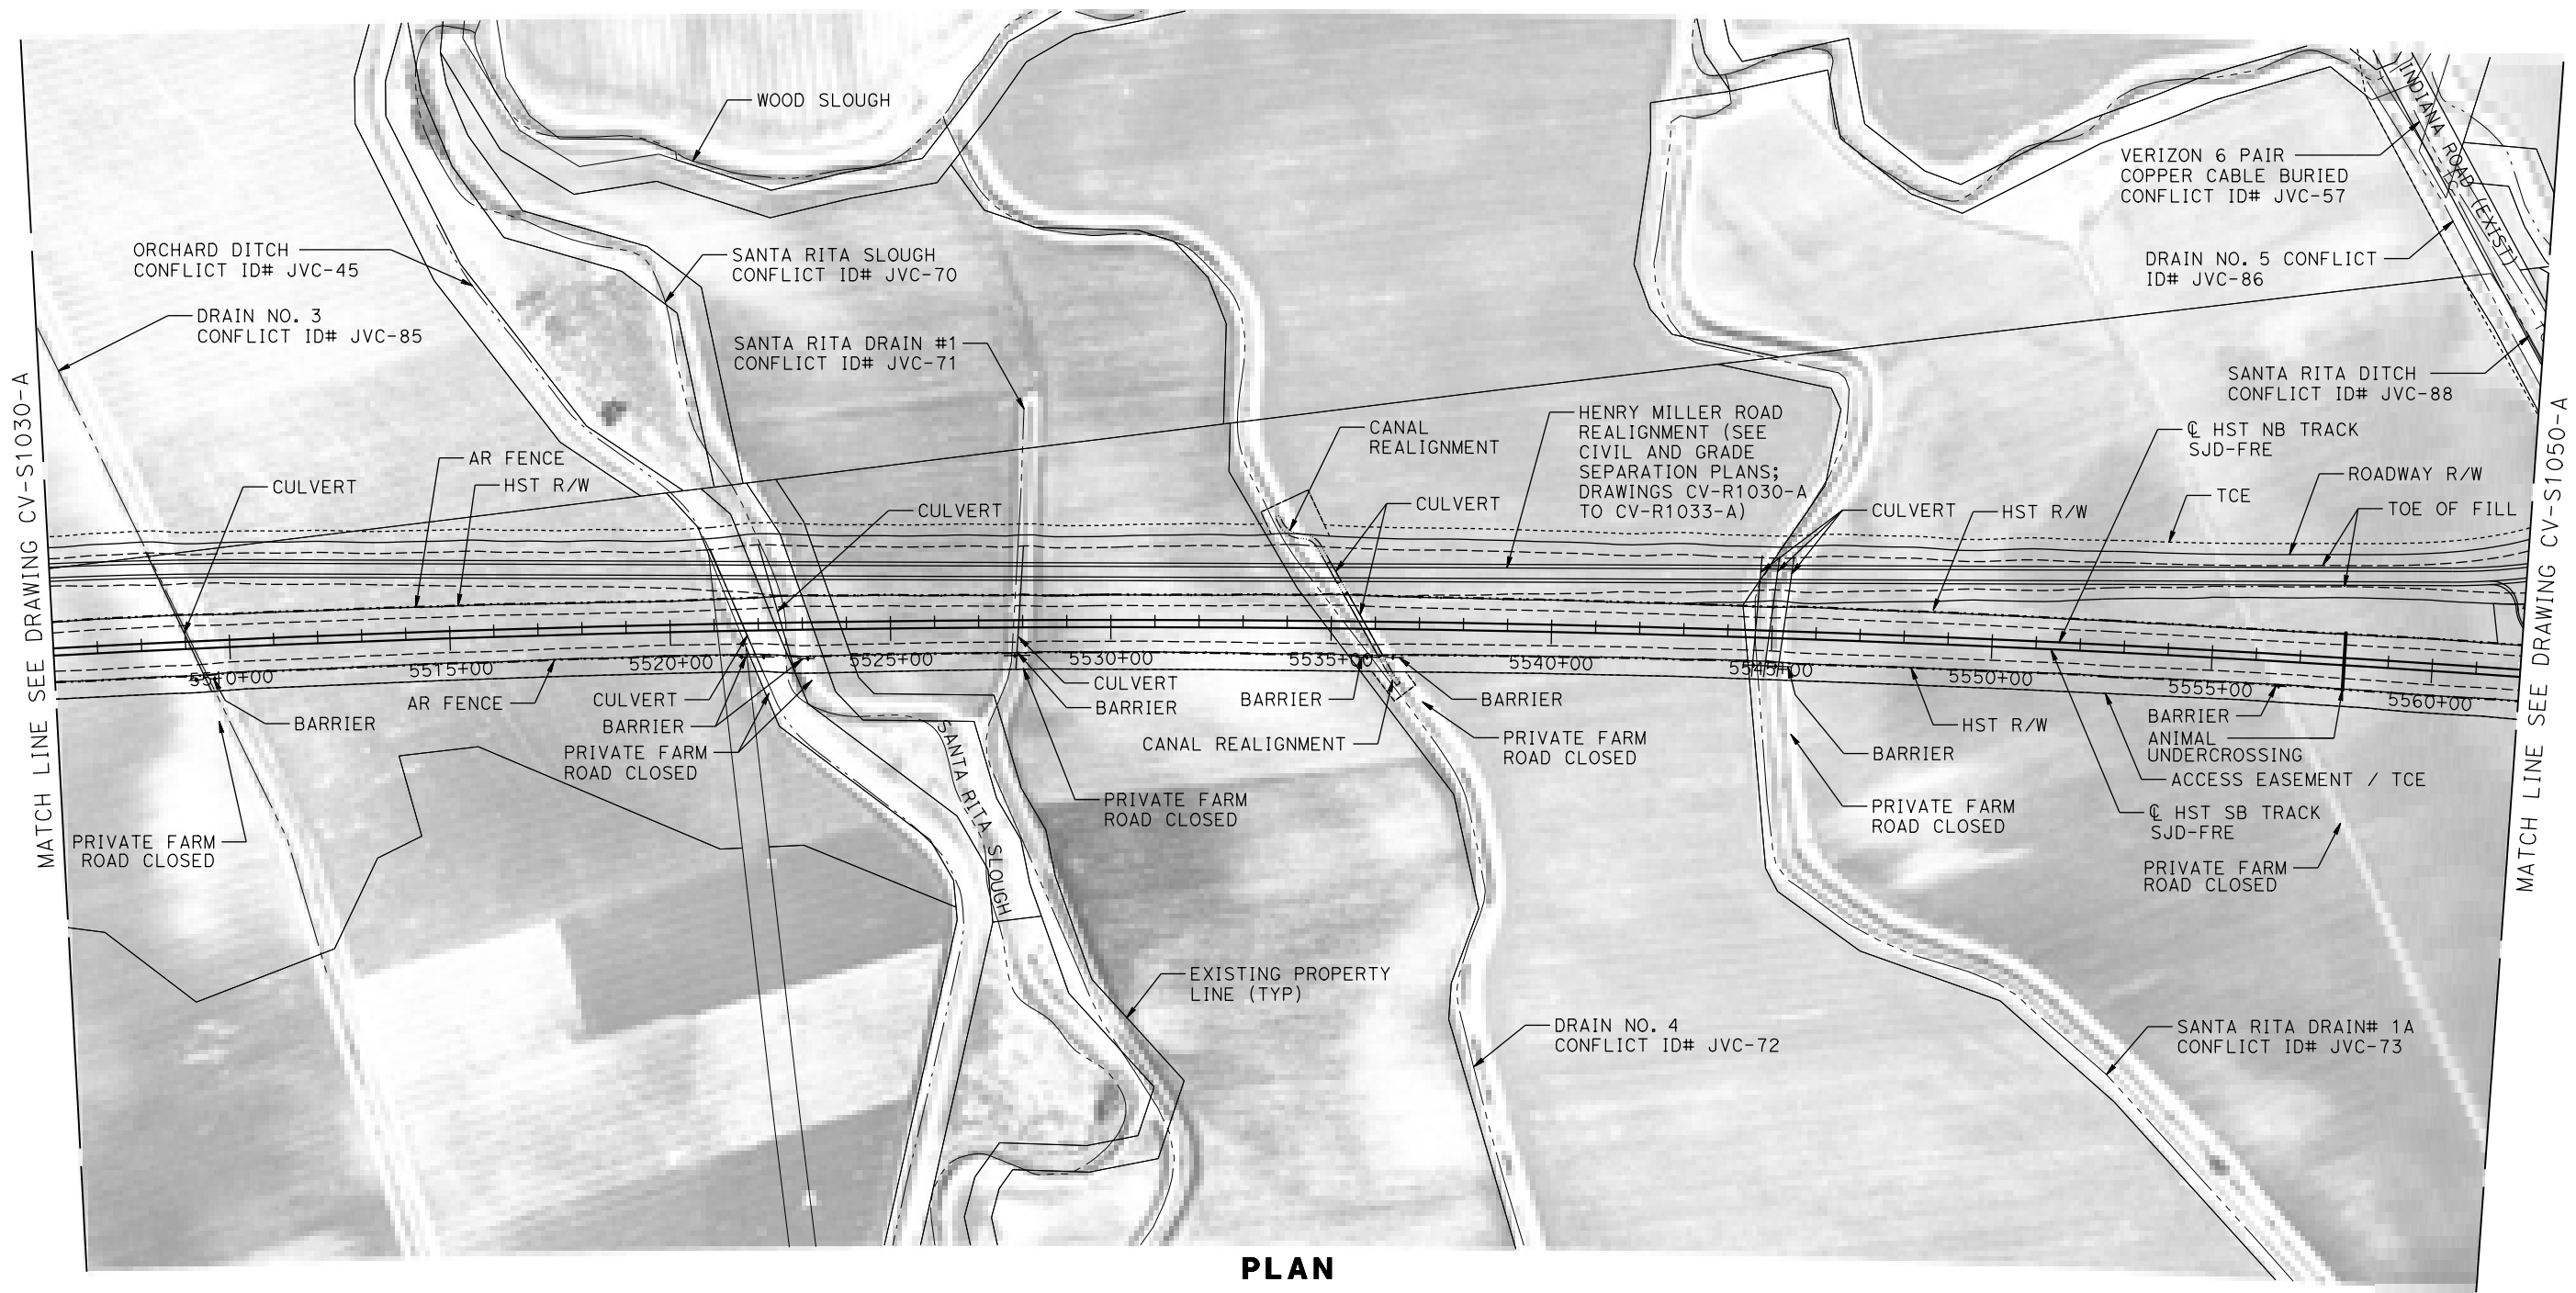 WOOD SLOUGH
INDIANA ROAD (EXIST)
VERIZON 6 PAIR
COPPER CABLE BURIED
CONFLICT ID# JVC-57
ORCHARD DITCH
CONFLICT ID# JVC-45
SANTA RITA SLOUGH
CONFLICT ID# JVC-70
DRAIN NO. 5 CONFLICT
ID# JVC-86
DRAIN NO. 3
CONFLICT ID# JVC-85
SANTA RITA DRAIN #1
CONFLICT ID# JVC-71
SANTA RITA DITCH
CONFLICT ID# JVC-88
MATCH LINE SEE DRAWING CV-S1030-A
MATCH LINE SEE DRAWING CV-S1050-A
CANAL
REALIGNMENT
HENRY MILLER ROAD
REALIGNMENT (SEE
CIVIL AND GRADE
SEPARATION PLANS;
DRAWINGS CV-R1030-A
TO CV-R1033-A)
℄ HST NB TRACK
SJD-FRE
AR FENCE
HST R/W
CULVERT
CULVERT
CULVERT
CULVERT
HST R/W
TCE
ROADWAY R/W
TOE OF FILL
5510+00
5515+00
5520+00
5525+00
5530+00
5535+00
5540+00
5545+00
5550+00
5555+00
5560+00
AR FENCE
BARRIER
CULVERT
BARRIER
PRIVATE FARM
ROAD CLOSED
CULVERT
BARRIER
BARRIER
BARRIER
CANAL REALIGNMENT
PRIVATE FARM
ROAD CLOSED
HST R/W
BARRIER
BARRIER
ANIMAL
UNDERCROSSING
ACCESS EASEMENT / TCE
PRIVATE FARM
ROAD CLOSED
PRIVATE FARM
ROAD CLOSED
℄ HST SB TRACK
SJD-FRE
PRIVATE FARM
ROAD CLOSED
PRIVATE FARM
ROAD CLOSED
SANTA RITA SLOUGH
EXISTING PROPERTY
LINE (TYP)
DRAIN NO. 4
CONFLICT ID# JVC-72
SANTA RITA DRAIN# 1A
CONFLICT ID# JVC-73
PLAN